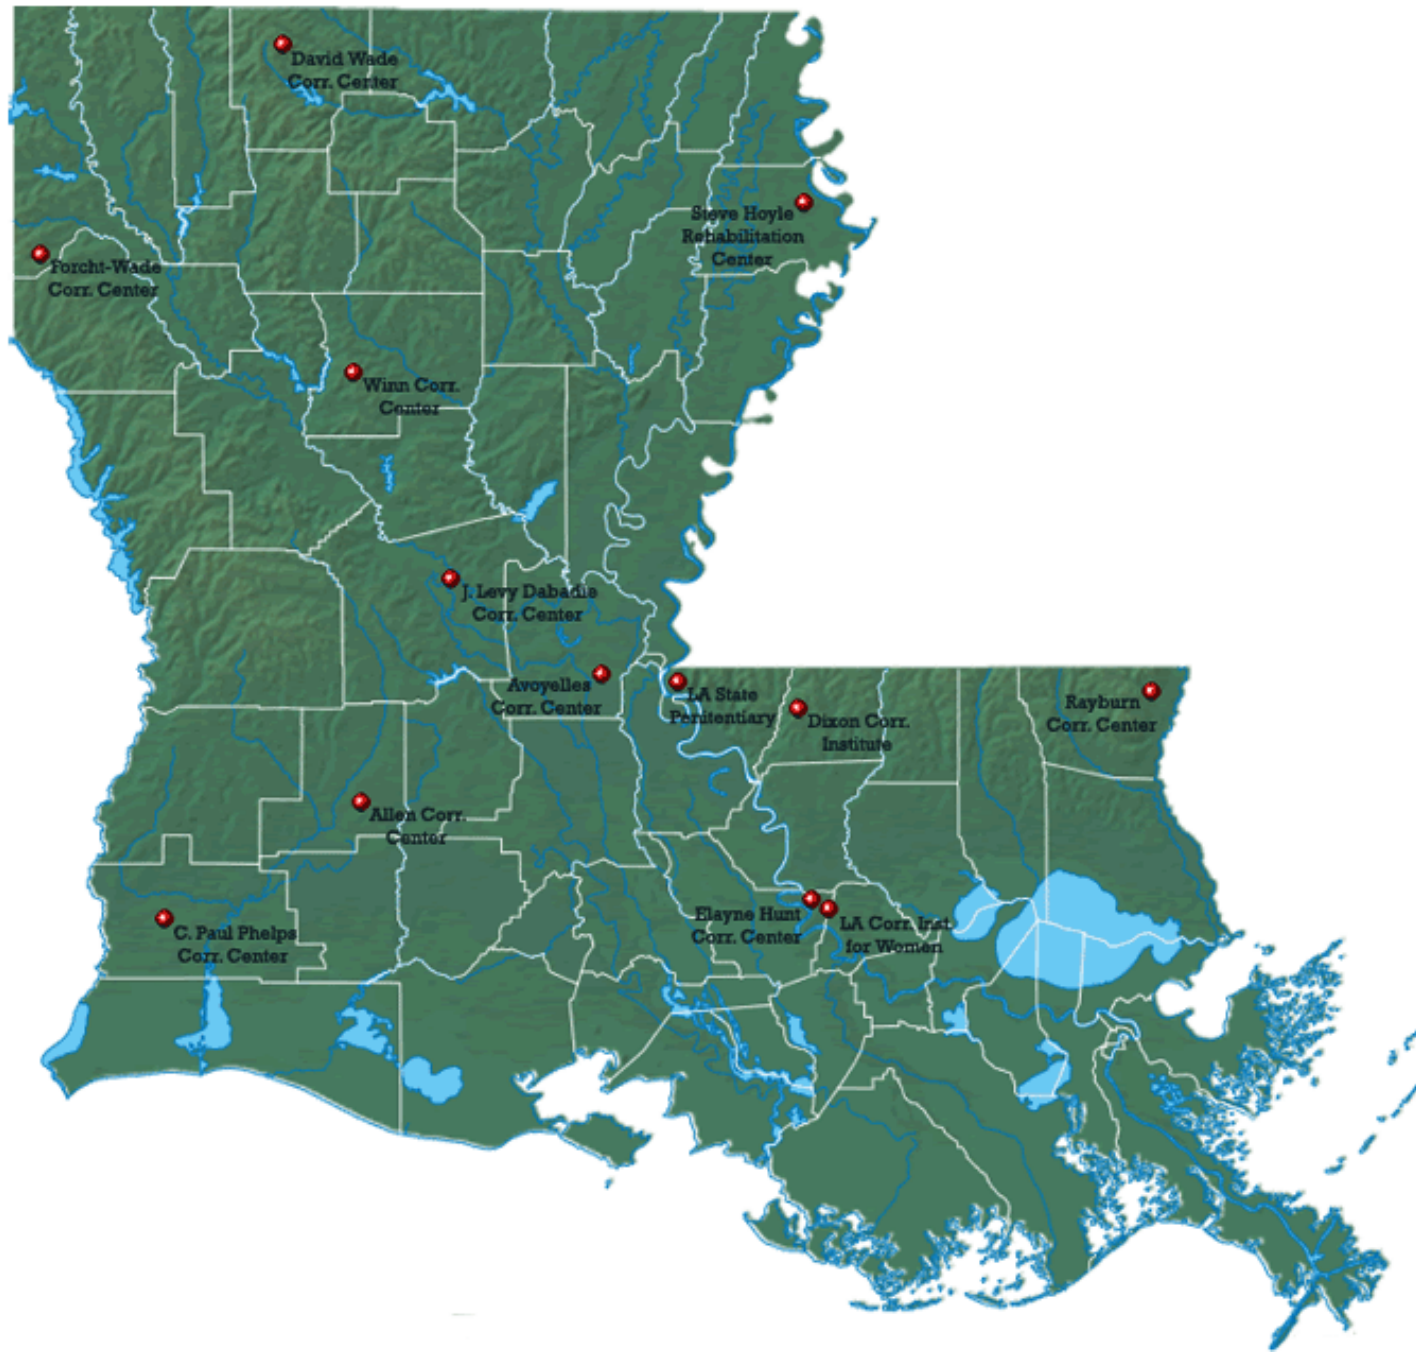 David Wade
Corr. Center
Steve Hoyle
Rehabilitation
Center
Forcht-Wade
Corr. Center
Winn Corr.
Center
J. Levy Dabadie
Corr. Center
Avoyelles
Corr. Center
LA State
Penitentiary
Dixon Corr.
Institute
Rayburn
Corr. Center
Allen Corr.
Center
Elayne Hunt
Corr. Center
LA Corr. Inst.
for Women
C. Paul Phelps
Corr. Center